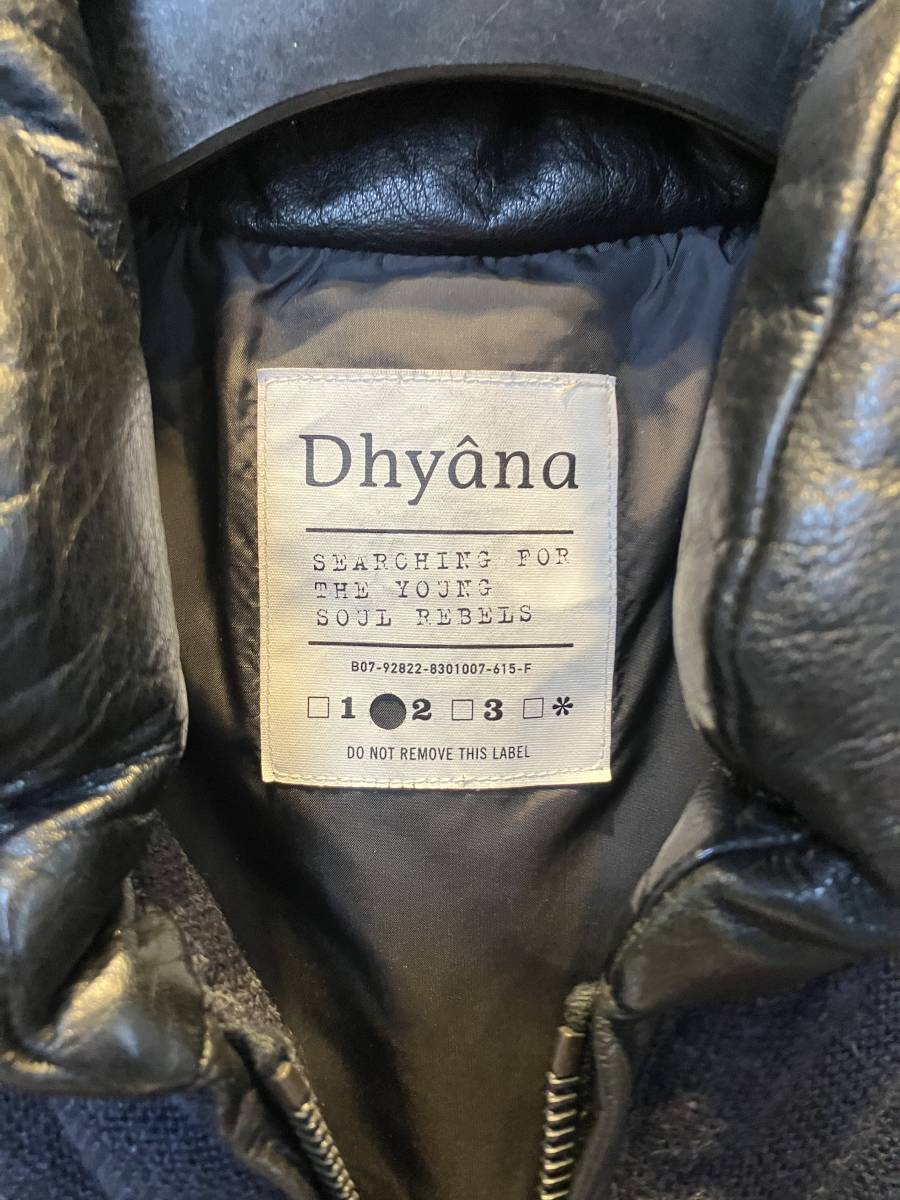 Dhyâna
SEARCHING FOR
THE YOUNG
SOUL REBELS
B07-92822-8301007-615-F
□1 ●2 □3 □*
DO NOT REMOVE THIS LABEL